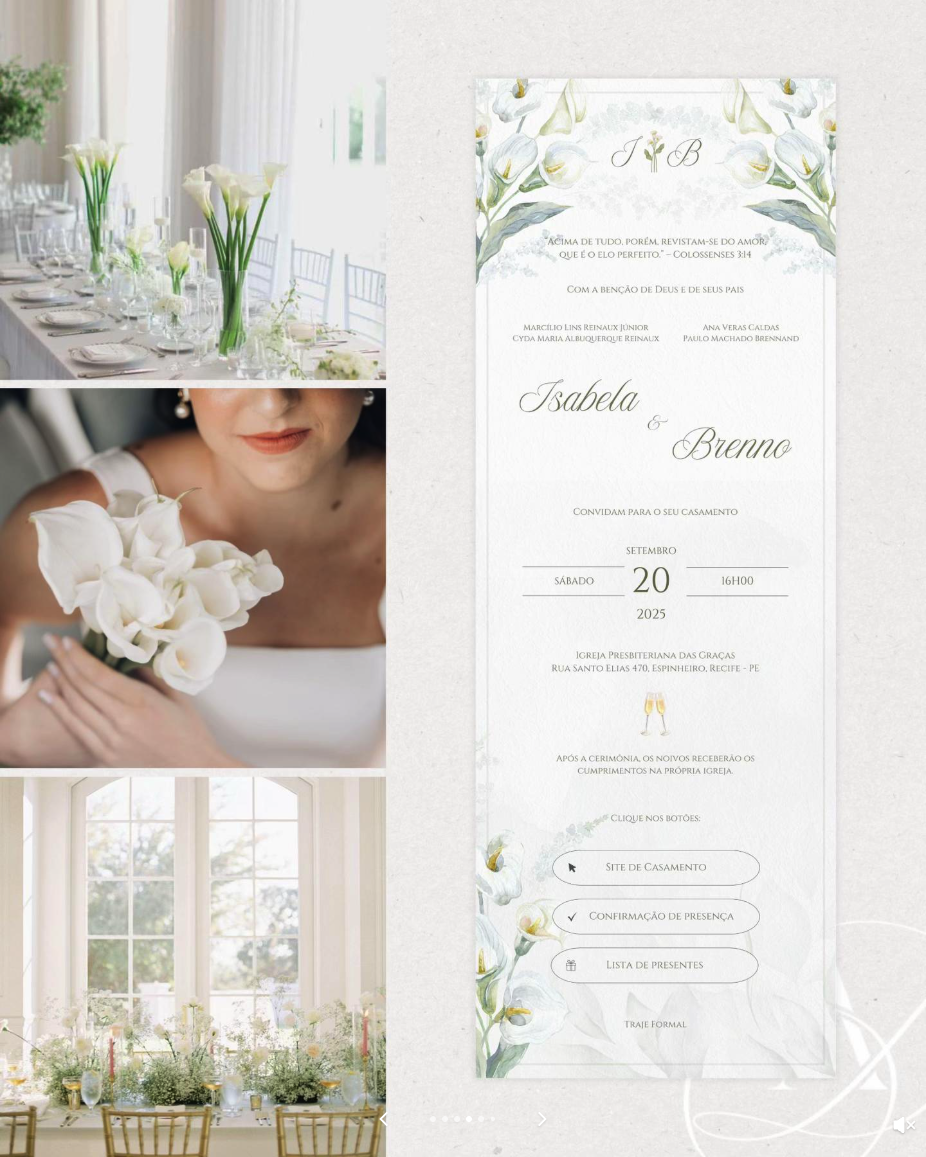 I B
"Acima de tudo, porém, revistam-se do amor,
que é o elo perfeito." – Colossenses 3:14
Com a benção de Deus e de seus pais
Marcílio Lins Reinaux Júnior
Cyda Maria Albuquerque Reinaux
Ana Veras Caldas
Paulo Machado Brennand
Isabela
&
Brenno
Convidam para o seu casamento
SETEMBRO
SÁBADO
20
16H00
2025
Igreja Presbiteriana das Graças
Rua Santo Elias 470, Espinheiro, Recife - PE
Após a cerimônia, os noivos receberão os
cumprimentos na própria igreja.
Clique nos botões:
Site de Casamento
Confirmação de presença
Lista de presentes
Traje Formal